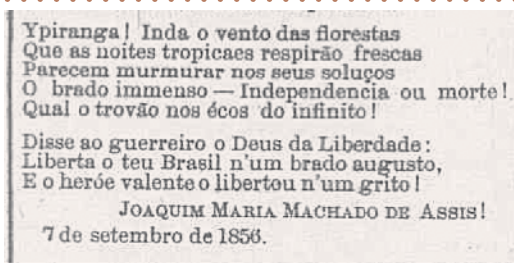 Ypiranga! Inda o vento das florestas
Que as noites tropicaes respirão frescas
Parecem murmurar nos seus soluços
O brado immenso — Independencia ou morte!
Qual o trovão nos écos do infinito!
Disse ao guerreiro o Deus da Liberdade:
Liberta o teu Brasil n'um brado augusto,
E o heróe valente o libertou n'um grito!
JOAQUIM MARIA MACHADO DE ASSIS!
7 de setembro de 1856.